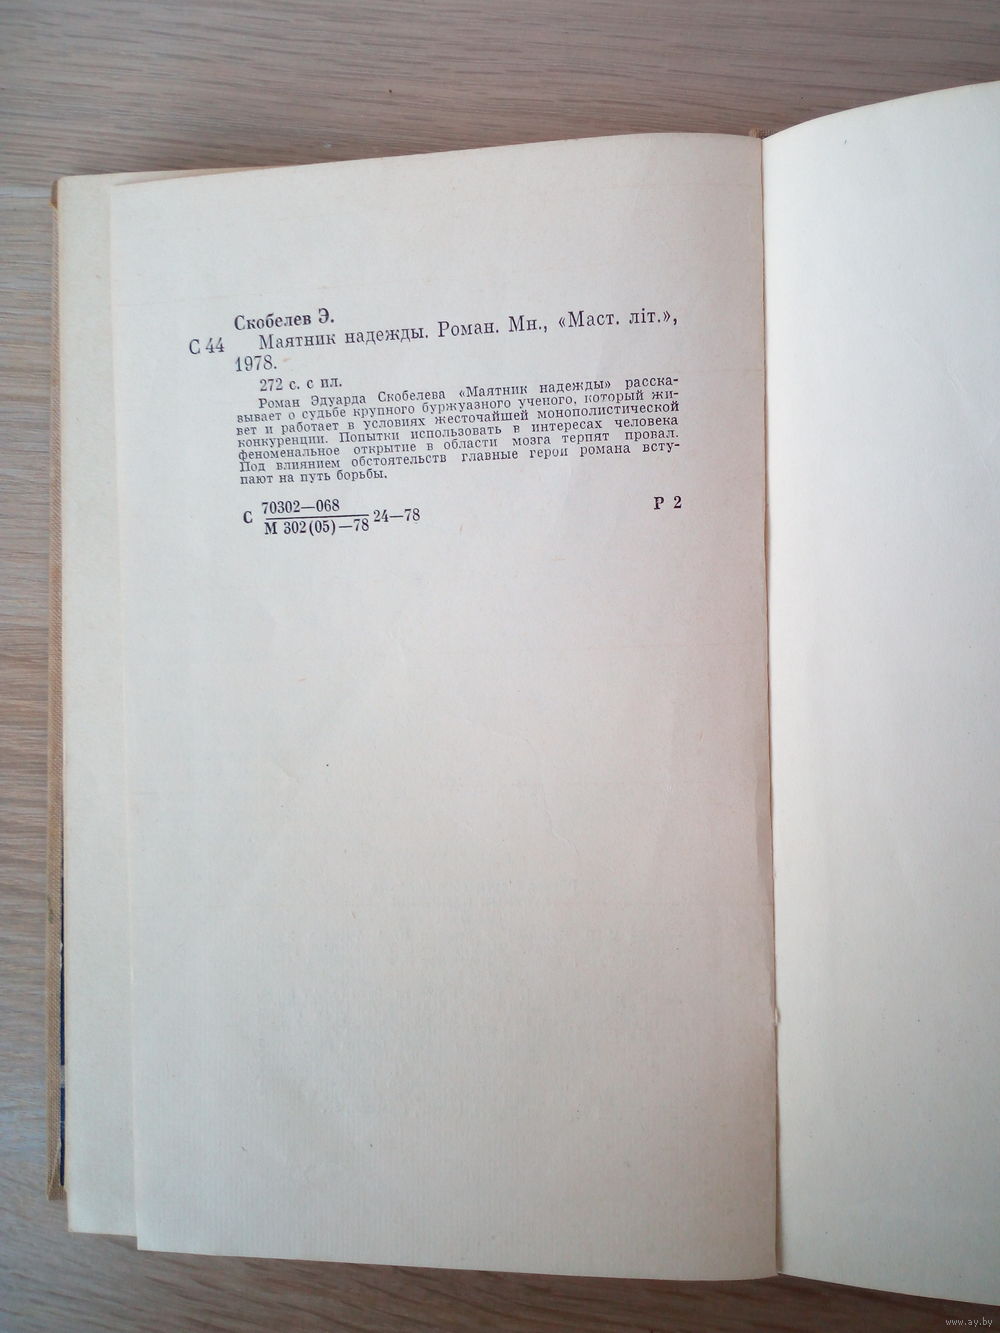 Скобелев Э.
С 44 Маятник надежды. Роман. Мн., «Маст. літ.»,
1978.
272 с. с ил.
Роман Эдуарда Скобелева «Маятник надежды» расска-
зывает о судьбе крупного буржуазного ученого, который жи-
вет и работает в условиях жесточайшей монополистической
конкуренции. Попытки использовать в интересах человека
феноменальное открытие в области мозга терпят провал.
Под влиянием обстоятельств главные герои романа всту-
пают на путь борьбы.
С 70302—068
М 302(05)—78 24—78
Р 2
www.ay.by